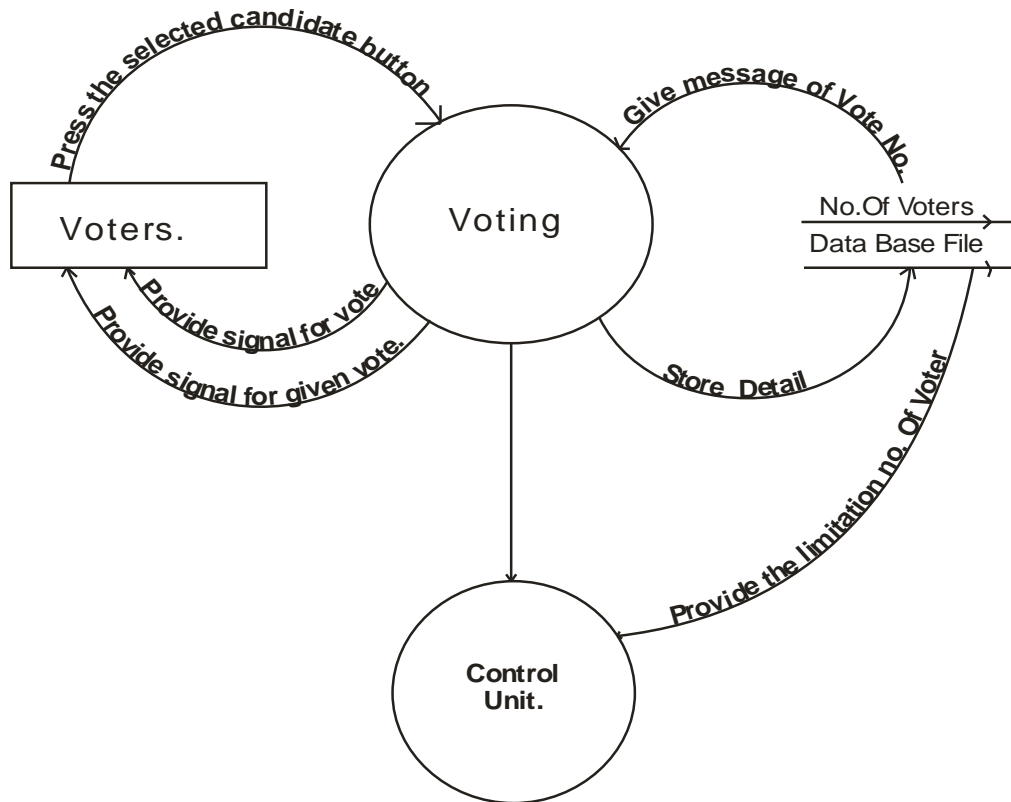 Press the selected candidate button
Give message of Vote No.
Voters.
Voting
No.Of Voters
Data Base File
Provide signal for vote
Provide signal for given vote.
Store Detail
Provide the limitation no. Of Voter
Control
Unit.